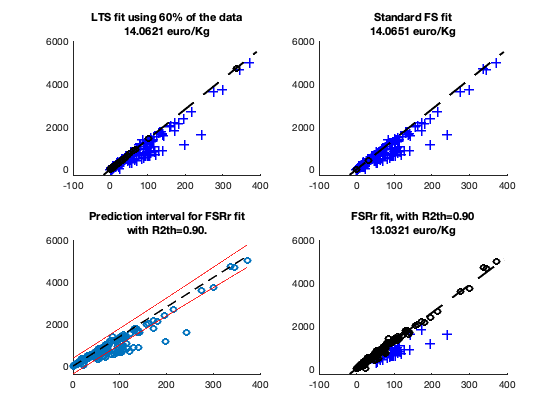 LTS fit using 60% of the data
14.0621 euro/Kg
6000
4000
2000
0
-100 0 100 200 300 400
Standard FS fit
14.0651 euro/Kg
6000
4000
2000
0
-100 0 100 200 300 400
Prediction interval for FSRr fit
with R2th=0.90.
6000
4000
2000
0
0 100 200 300 400
FSRr fit, with R2th=0.90
13.0321 euro/Kg
6000
4000
2000
0
-100 0 100 200 300 400